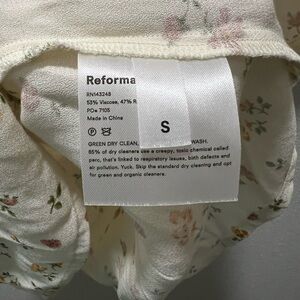 Reforma
RN143248
53% Viscose, 47% R
PO# 7105
Made in China
S
GREEN DRY CLEAN, WASH.
65% of dry cleaners use a creepy, toxic chemical called
perc, that's linked to respiratory issues, birth defects and
air pollution. Yuck. Skip the standard dry cleaning and opt
for green and organic cleaners.